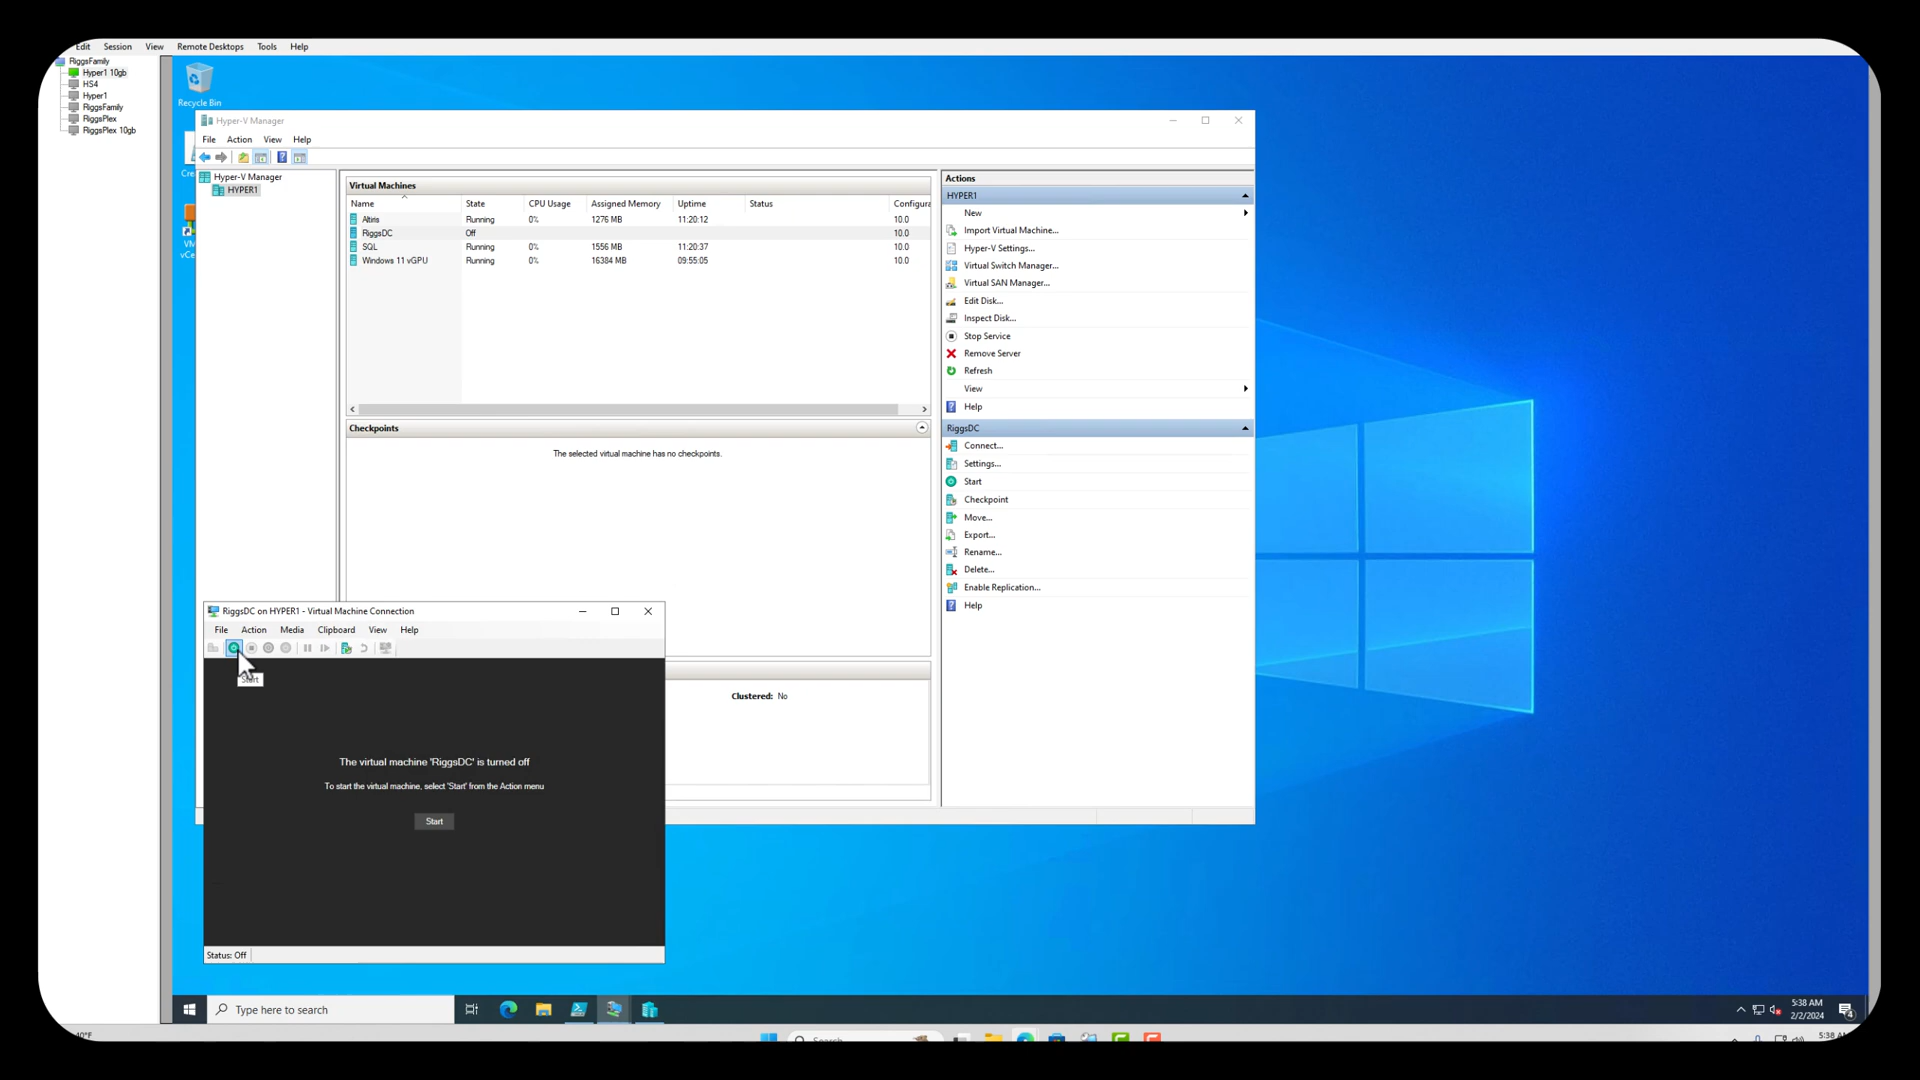 Edit Session View Remote Desktops Tools Help
RiggsFamily
Hyper1 10gb
HS4
Hyper1
RiggsFamily
RiggsPlex
RiggsPlex 10gb
Recycle Bin
Hyper-V Manager
File Action View Help
Hyper-V Manager
HYPER1
Virtual Machines
Name State CPU Usage Assigned Memory Uptime Status Configura
Altiris Running 0% 1276 MB 11:20:12 10.0
RiggsDC Off 10.0
SQL Running 0% 1556 MB 11:20:37 10.0
Windows 11 vGPU Running 0% 16384 MB 09:55:05 10.0
Checkpoints
The selected virtual machine has no checkpoints.
Clustered: No
Actions
HYPER1
New
Import Virtual Machine...
Hyper-V Settings...
Virtual Switch Manager...
Virtual SAN Manager...
Edit Disk...
Inspect Disk...
Stop Service
Remove Server
Refresh
View
Help
RiggsDC
Connect...
Settings...
Start
Checkpoint
Move...
Export...
Rename...
Delete...
Enable Replication...
Help
RiggsDC on HYPER1 - Virtual Machine Connection
File Action Media Clipboard View Help
Start
The virtual machine 'RiggsDC' is turned off
To start the virtual machine, select 'Start' from the Action menu
Start
Status: Off
Type here to search
5:38 AM
2/2/2024
4
Search